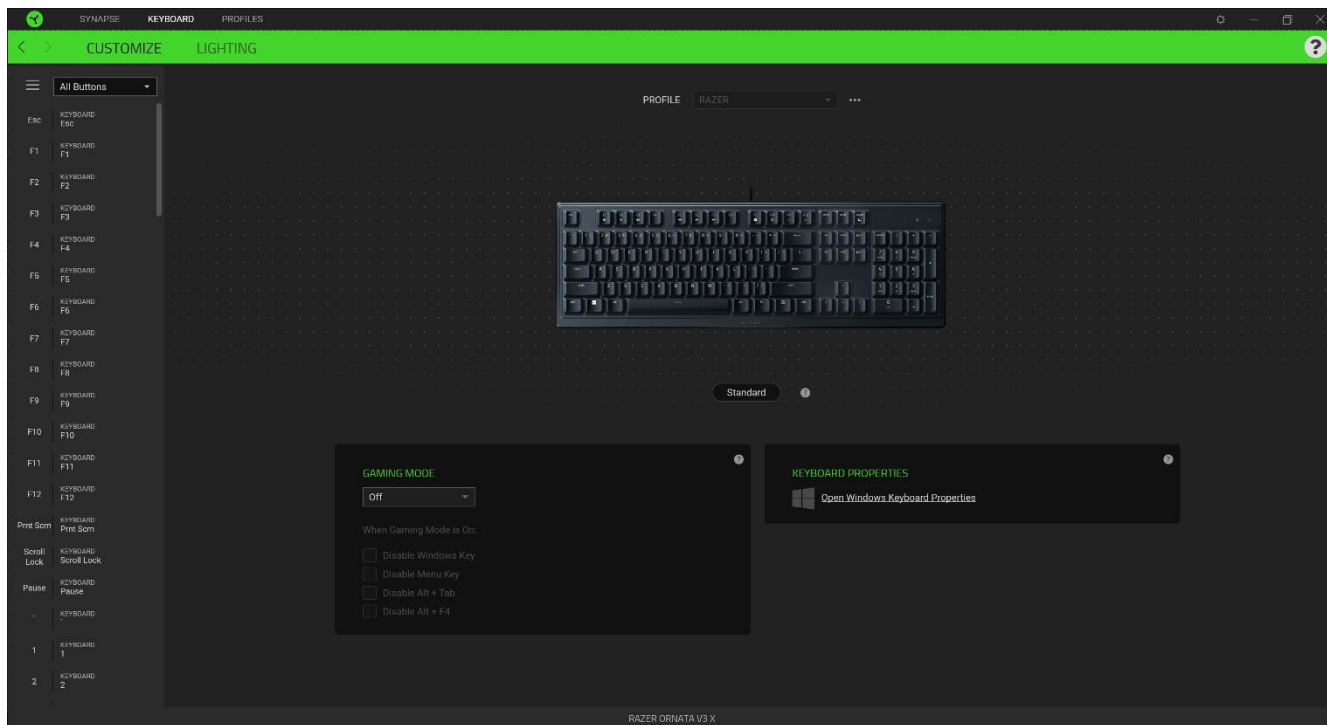 SYNAPSE KEYBOARD PROFILES
CUSTOMIZE LIGHTING
?
All Buttons
PROFILE RAZER •••
Esc KEYBOARD
Esc
F1 KEYBOARD
F1
F2 KEYBOARD
F2
F3 KEYBOARD
F3
F4 KEYBOARD
F4
F5 KEYBOARD
F5
F6 KEYBOARD
F6
F7 KEYBOARD
F7
F8 KEYBOARD
F8
F9 KEYBOARD
F9
F10 KEYBOARD
F10
F11 KEYBOARD
F11
F12 KEYBOARD
F12
Prnt Scrn KEYBOARD
Prnt Scrn
Scroll Lock KEYBOARD
Scroll Lock
Pause KEYBOARD
Pause
` KEYBOARD
`
1 KEYBOARD
1
2 KEYBOARD
2
Standard ?
GAMING MODE ?
Off
When Gaming Mode is On:
Disable Windows Key
Disable Menu Key
Disable Alt + Tab
Disable Alt + F4
KEYBOARD PROPERTIES ?
Open Windows Keyboard Properties
RAZER ORNATA V3 X